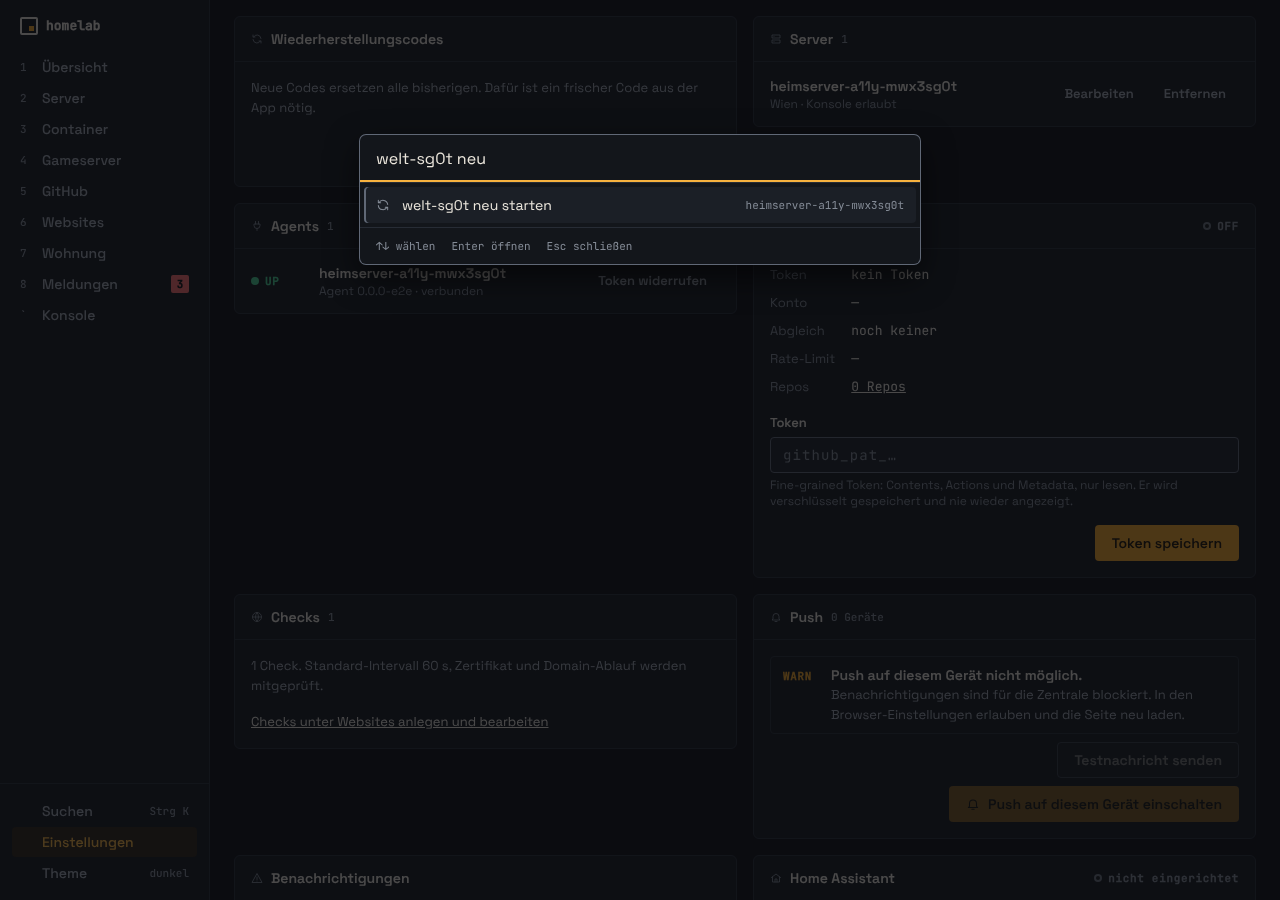 homelab
1 Übersicht
2 Server
3 Container
4 Gameserver
5 GitHub
6 Websites
7 Wohnung
8 Meldungen 3
` Konsole
Suchen Strg K
Einstellungen
Theme dunkel
Wiederherstellungscodes
Neue Codes ersetzen alle bisherigen. Dafür ist ein frischer Code aus der
App nötig.
Server 1
heimserver-a11y-mwx3sg0t
Wien · Konsole erlaubt
Bearbeiten
Entfernen
welt-sg0t neu
welt-sg0t neu starten heimserver-a11y-mwx3sg0t
↑↓ wählen Enter öffnen Esc schließen
Agents 1
UP
heimserver-a11y-mwx3sg0t
Agent 0.0.0-e2e · verbunden
Token widerrufen
OFF
Token kein Token
Konto —
Abgleich noch keiner
Rate-Limit —
Repos 0 Repos
Token
github_pat_…
Fine-grained Token: Contents, Actions und Metadata, nur lesen. Er wird
verschlüsselt gespeichert und nie wieder angezeigt.
Token speichern
Checks 1
1 Check. Standard-Intervall 60 s, Zertifikat und Domain-Ablauf werden
mitgeprüft.
Checks unter Websites anlegen und bearbeiten
Push 0 Geräte
WARN
Push auf diesem Gerät nicht möglich.
Benachrichtigungen sind für die Zentrale blockiert. In den
Browser-Einstellungen erlauben und die Seite neu laden.
Testnachricht senden
Push auf diesem Gerät einschalten
Benachrichtigungen
Home Assistant
nicht eingerichtet